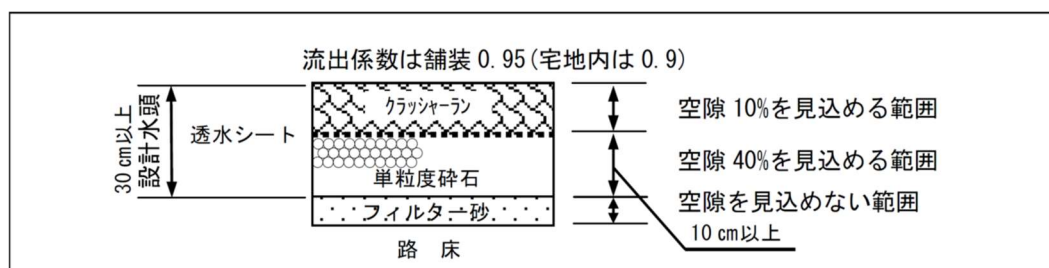 流出係数は舗装 0.95(宅地内は 0.9)
クラッシャーラン
空隙 10%を見込める範囲
30 cm以上
設計水頭
透水シート
空隙 40%を見込める範囲
単粒度砕石
空隙を見込めない範囲
フィルター砂
10 cm以上
路 床